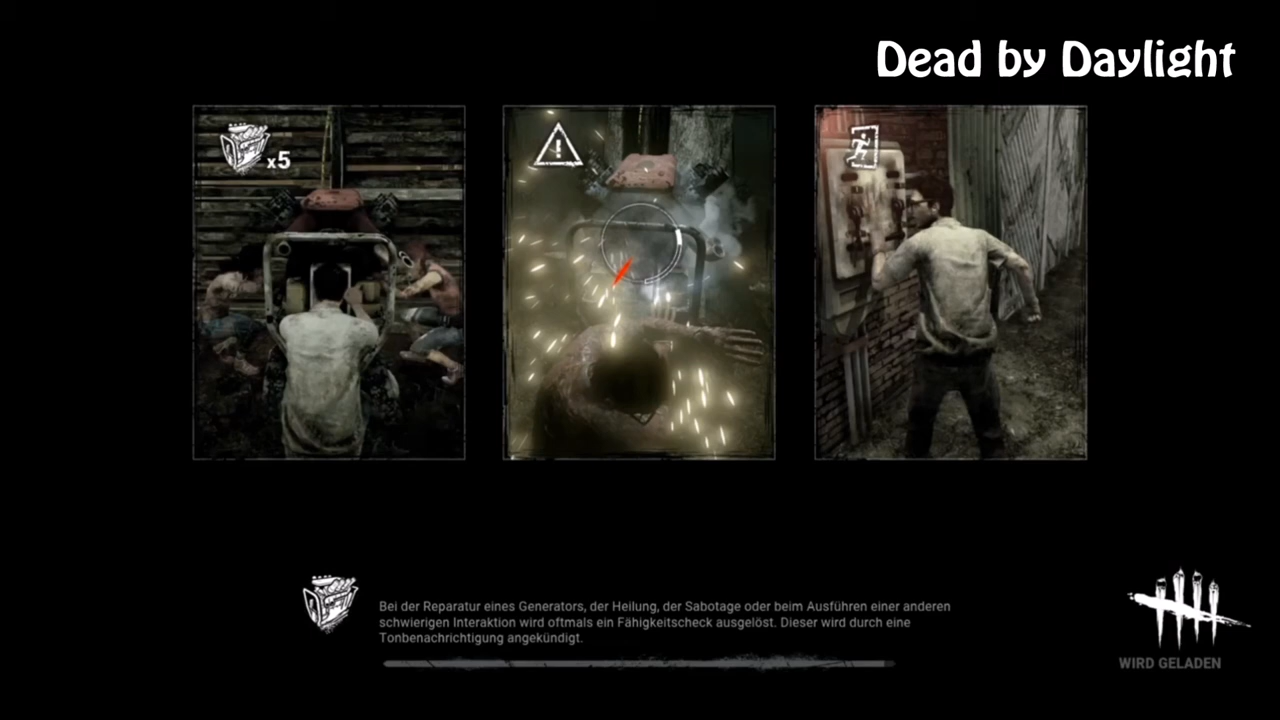 Dead by Daylight
x5
Bei der Reparatur eines Generators, der Heilung, der Sabotage oder beim Ausführen einer anderen
schwierigen Interaktion wird oftmals ein Fähigkeitscheck ausgelöst. Dieser wird durch eine
Tonbenachrichtigung angekündigt.
WIRD GELADEN